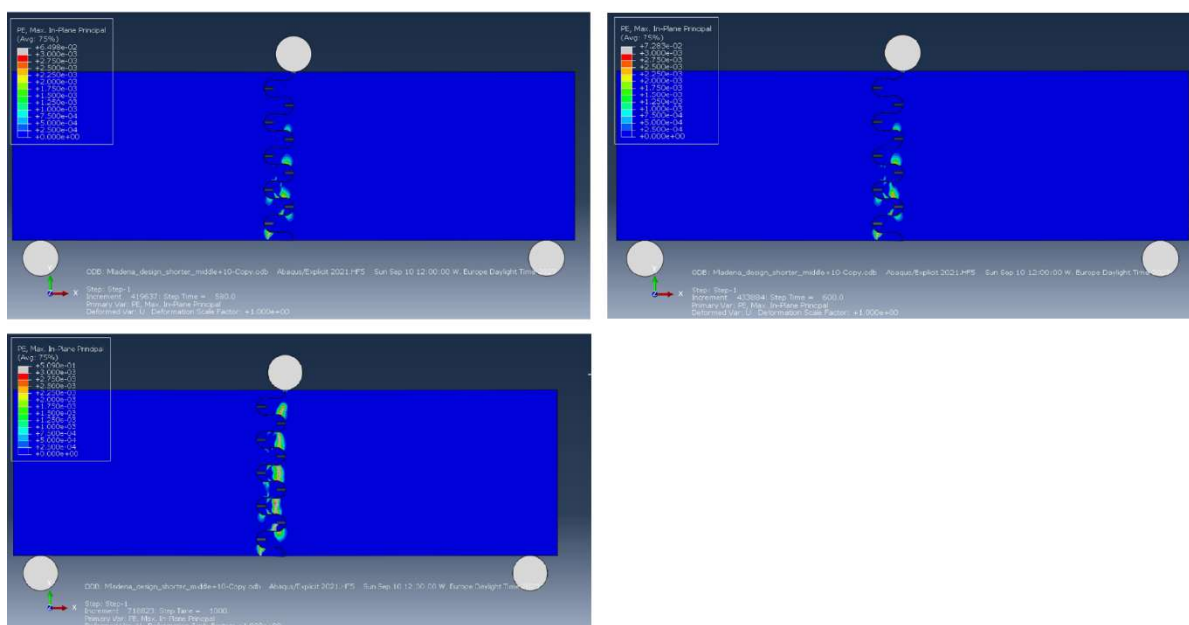 PE, Max. In-Plane Principal
(Avg: 75%)
+6.498e-02
+3.000e-03
+2.750e-03
+2.500e-03
+2.250e-03
+2.000e-03
+1.750e-03
+1.500e-03
+1.250e-03
+1.000e-03
+7.500e-04
+5.000e-04
+2.500e-04
+0.000e+00
ODB: Mladena_design_shorter_middle+10-Copy.odb Abaqus/Explicit 2021.HF5 Sun Sep 10 12:00:00 W. Europe Daylight Time
Step: Step-1
Increment 419637: Step Time = 580.0
Primary Var: PE, Max. In-Plane Principal
Deformed Var: U Deformation Scale Factor: +1.000e+00
X
PE, Max. In-Plane Principal
(Avg: 75%)
+7.283e-02
+3.000e-03
+2.750e-03
+2.500e-03
+2.250e-03
+2.000e-03
+1.750e-03
+1.500e-03
+1.250e-03
+1.000e-03
+7.500e-04
+5.000e-04
+2.500e-04
+0.000e+00
ODB: Mladena_design_shorter_middle+10-Copy.odb Abaqus/Explicit 2021.HF5 Sun Sep 10 12:00:00 W. Europe Daylight Time
Step: Step-1
Step Time = 600.0
Primary Var: PE, Max. In-Plane Principal
Deformed Var: U Deformation Scale Factor: +1.000e+00
X
PE, Max. In-Plane Principal
(Avg: 75%)
+5.090e-01
+3.000e-03
+2.750e-03
+2.500e-03
+2.250e-03
+2.000e-03
+1.750e-03
+1.500e-03
+1.250e-03
+1.000e-03
+7.500e-04
+5.000e-04
+2.500e-04
+0.000e+00
ODB: Mladena_design_shorter_middle+10-Copy.odb Abaqus/Explicit 2021.HF5 Sun Sep 10 W. Europe Daylight Time
Step: Step-1
Increment Step Time = 1000.
Primary Var: PE, Max. In-Plane Principal
X